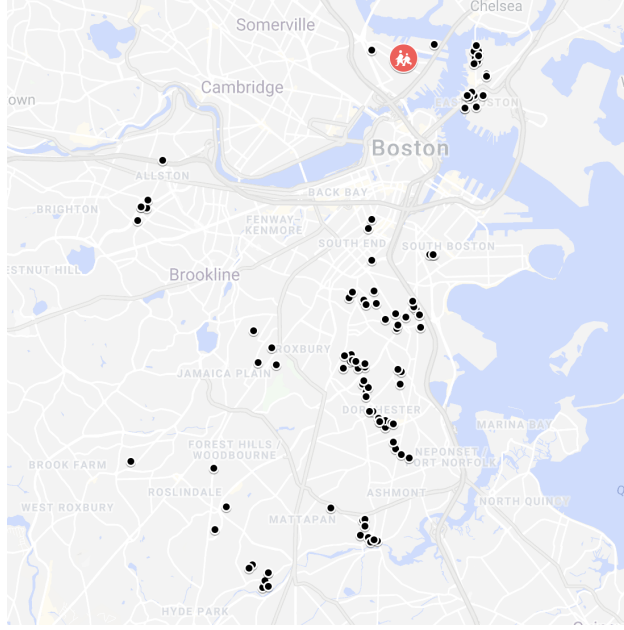 Chelsea
Somerville
Cambridge
own
EAST BOSTON
Boston
ALLSTON
BACK BAY
BRIGHTON
FENWAY-
KENMORE
SOUTH END
SOUTH BOSTON
ESTNUT HILL
Brookline
ROXBURY
JAMAICA PLAIN
DORCHESTER
MARINA BAY
FOREST HILLS /
WOODBOURNE
NEPONSET /
PORT NORFOLK
BROOK FARM
ROSLINDALE
ASHMONT
WEST ROXBURY
NORTH QUINCY
MATTAPAN
HYDE PARK